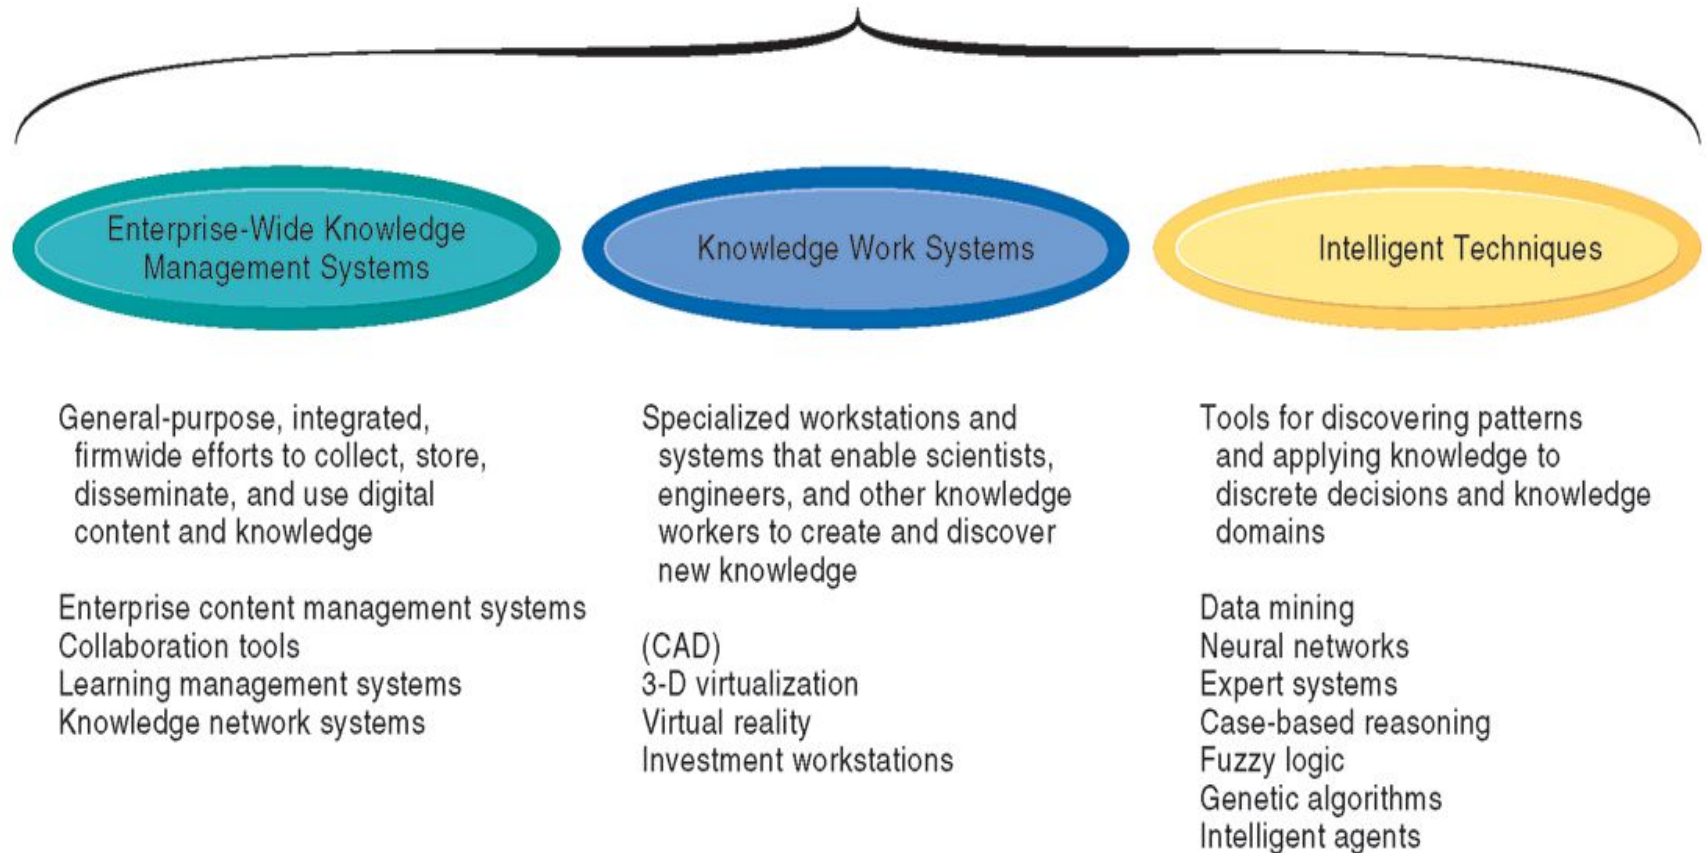 Enterprise-Wide Knowledge
Management Systems
General-purpose, integrated,
firmwide efforts to collect, store,
disseminate, and use digital
content and knowledge
Enterprise content management systems
Collaboration tools
Learning management systems
Knowledge network systems
Knowledge Work Systems
Specialized workstations and
systems that enable scientists,
engineers, and other knowledge
workers to create and discover
new knowledge
(CAD)
3-D virtualization
Virtual reality
Investment workstations
Intelligent Techniques
Tools for discovering patterns
and applying knowledge to
discrete decisions and knowledge
domains
Data mining
Neural networks
Expert systems
Case-based reasoning
Fuzzy logic
Genetic algorithms
Intelligent agents